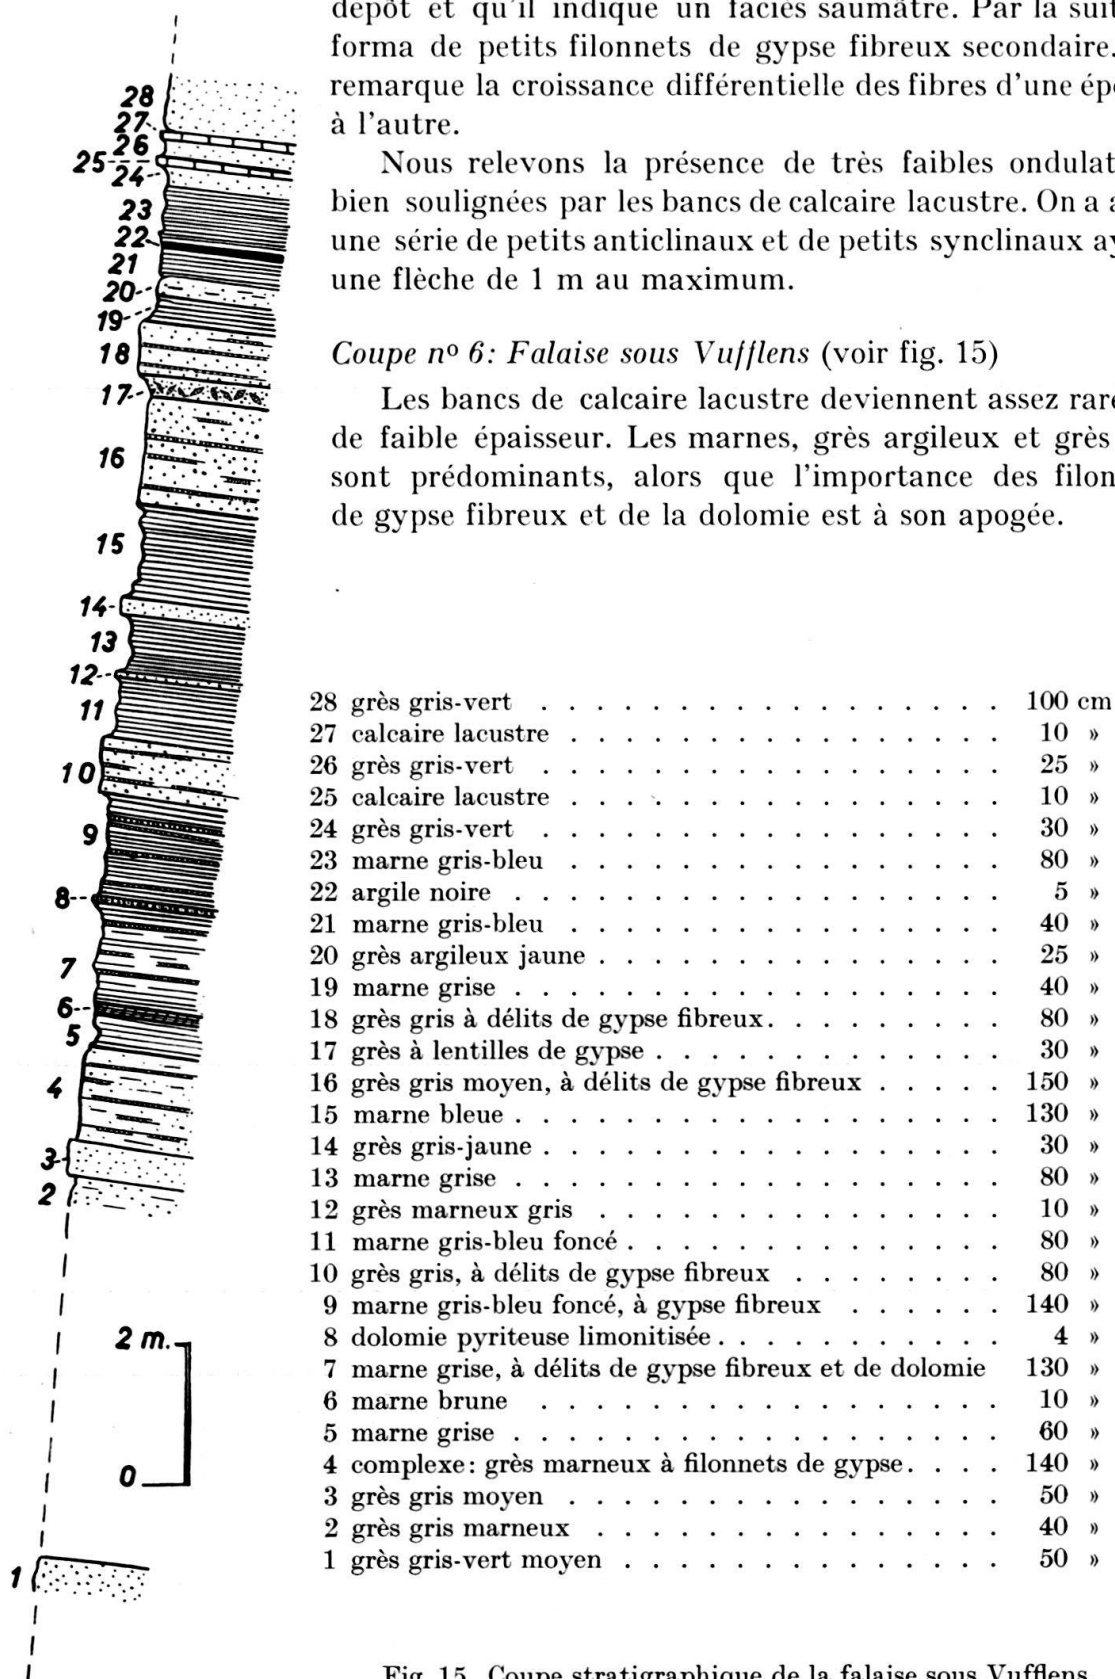 dépôt et qu'il indique un faciès saumâtre. Par la suit
forma de petits filonnets de gypse fibreux secondaire.
remarque la croissance différentielle des fibres d'une ép
à l'autre.
Nous relevons la présence de très faibles ondulat
bien soulignées par les bancs de calcaire lacustre. On a a
une série de petits anticlinaux et de petits synclinaux ay
une flèche de 1 m au maximum.
Coupe nº 6: Falaise sous Vufflens (voir fig. 15)
Les bancs de calcaire lacustre deviennent assez rar
de faible épaisseur. Les marnes, grès argileux et grès
sont prédominants, alors que l'importance des filon
de gypse fibreux et de la dolomie est à son apogée.
28
27
26
25
24
23
22
21
20
19
18
17
16
15
14
13
12
11
10
9
8
7
6
5
4
3
2
2 m.
0
1
28 grès gris-vert . . . . . . . . . . . . . . . . . 100 cm
27 calcaire lacustre . . . . . . . . . . . . . . . . 10 »
26 grès gris-vert . . . . . . . . . . . . . . . . . 25 »
25 calcaire lacustre . . . . . . . . . . . . . . . . 10 »
24 grès gris-vert . . . . . . . . . . . . . . . . . 30 »
23 marne gris-bleu . . . . . . . . . . . . . . . . 80 »
22 argile noire . . . . . . . . . . . . . . . . . . 5 »
21 marne gris-bleu . . . . . . . . . . . . . . . . 40 »
20 grès argileux jaune . . . . . . . . . . . . . . . 25 »
19 marne grise . . . . . . . . . . . . . . . . . . 40 »
18 grès gris à délits de gypse fibreux . . . . . . . . . 80 »
17 grès à lentilles de gypse . . . . . . . . . . . . . 30 »
16 grès gris moyen, à délits de gypse fibreux . . . . . 150 »
15 marne bleue . . . . . . . . . . . . . . . . . . 130 »
14 grès gris-jaune . . . . . . . . . . . . . . . . . 30 »
13 marne grise . . . . . . . . . . . . . . . . . . 80 »
12 grès marneux gris . . . . . . . . . . . . . . . 10 »
11 marne gris-bleu foncé . . . . . . . . . . . . . . 80 »
10 grès gris, à délits de gypse fibreux . . . . . . . . 80 »
9 marne gris-bleu foncé, à gypse fibreux . . . . . . 140 »
8 dolomie pyriteuse limonitisée . . . . . . . . . . . 4 »
7 marne grise, à délits de gypse fibreux et de dolomie 130 »
6 marne brune . . . . . . . . . . . . . . . . . 10 »
5 marne grise . . . . . . . . . . . . . . . . . . 60 »
4 complexe: grès marneux à filonnets de gypse . . . . 140 »
3 grès gris moyen . . . . . . . . . . . . . . . . 50 »
2 grès gris marneux . . . . . . . . . . . . . . . 40 »
1 grès gris-vert moyen . . . . . . . . . . . . . . 50 »
Fig. 15. Coupe stratigraphique de la falaise sous Vufflens